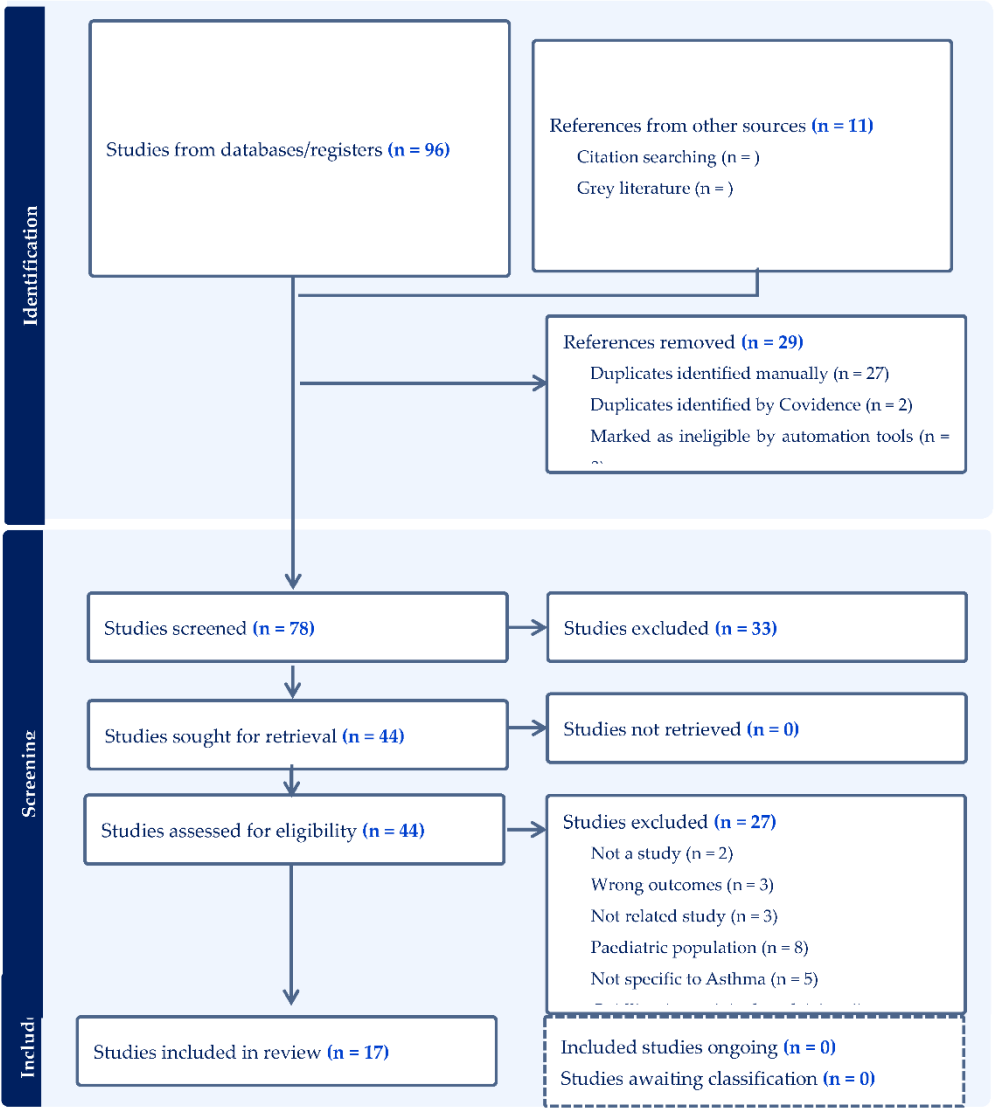 Identification
Studies from databases/registers (n = 96)
References from other sources (n = 11)
Citation searching (n = )
Grey literature (n = )
References removed (n = 29)
Duplicates identified manually (n = 27)
Duplicates identified by Covidence (n = 2)
Marked as ineligible by automation tools (n =
Screening
Studies screened (n = 78)
Studies excluded (n = 33)
Studies sought for retrieval (n = 44)
Studies not retrieved (n = 0)
Studies assessed for eligibility (n = 44)
Studies excluded (n = 27)
Not a study (n = 2)
Wrong outcomes (n = 3)
Not related study (n = 3)
Paediatric population (n = 8)
Not specific to Asthma (n = 5)
Includ
Studies included in review (n = 17)
Included studies ongoing (n = 0)
Studies awaiting classification (n = 0)